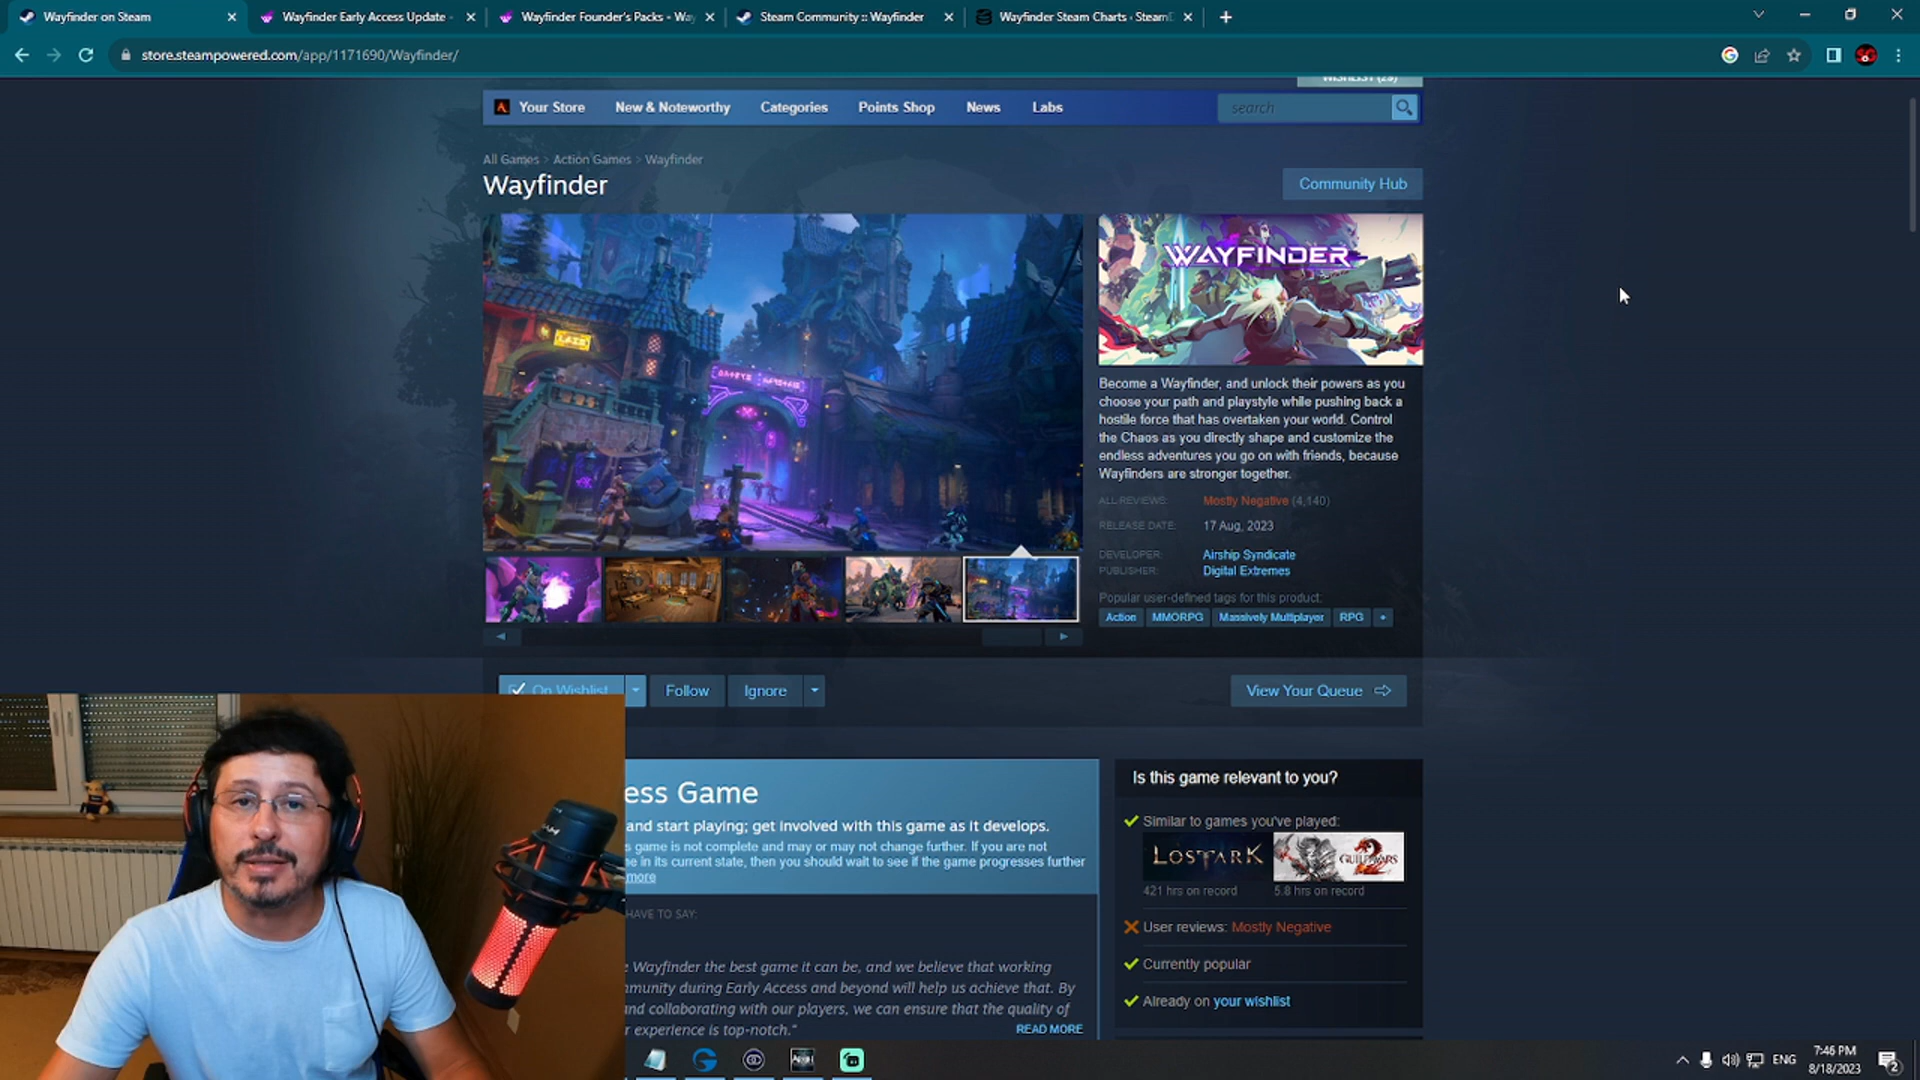 Wayfinder on Steam
Wayfinder Early Access Update -
Wayfinder Founder's Packs - Way
Steam Community :: Wayfinder
Wayfinder Steam Charts · SteamD
store.steampowered.com/app/1171690/Wayfinder/
WISHLIST (29)
Your Store
New & Noteworthy
Categories
Points Shop
News
Labs
search
All Games > Action Games > Wayfinder
Wayfinder
Community Hub
WAYFINDER
Become a Wayfinder, and unlock their powers as you
choose your path and playstyle while pushing back a
hostile force that has overtaken your world. Control
the Chaos as you directly shape and customize the
endless adventures you go on with friends, because
Wayfinders are stronger together.
ALL REVIEWS: Mostly Negative (4,140)
RELEASE DATE: 17 Aug, 2023
DEVELOPER: Airship Syndicate
PUBLISHER: Digital Extremes
Popular user-defined tags for this product:
Action MMORPG Massively Multiplayer RPG +
On Wishlist
Follow
Ignore
View Your Queue
ess Game
and start playing; get involved with this game as it develops.
s game is not complete and may or may not change further. If you are not
e in its current state, then you should wait to see if the game progresses further
more
HAVE TO SAY:
e Wayfinder the best game it can be, and we believe that working
mmunity during Early Access and beyond will help us achieve that. By
nd collaborating with our players, we can ensure that the quality of
r experience is top-notch."
READ MORE
Is this game relevant to you?
Similar to games you've played:
LOST ARK
GUILD WARS 2
421 hrs on record
5.8 hrs on record
User reviews: Mostly Negative
Currently popular
Already on your wishlist
ENG
7:46 PM
8/18/2023
2